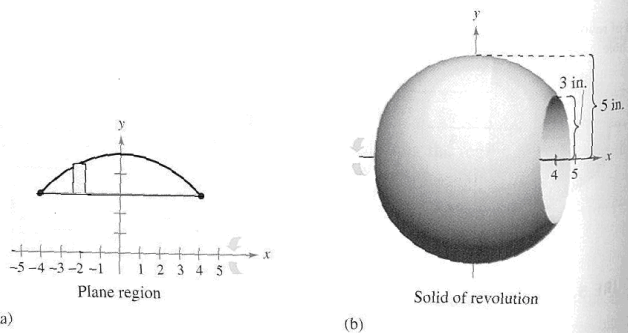 y
x
-5 -4 -3 -2 -1 1 2 3 4 5
Plane region
a)
y
3 in.
5 in.
x
4 5
Solid of revolution
(b)